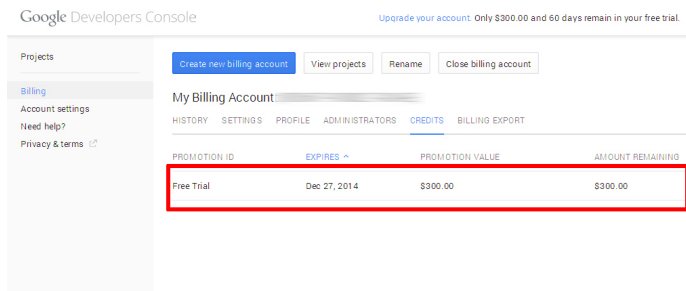 Google Developers Console
Upgrade your account. Only $300.00 and 60 days remain in your free trial.
Projects
Billing
Account settings
Need help?
Privacy & terms
Create new billing account View projects Rename Close billing account
My Billing Account
HISTORY SETTINGS PROFILE ADMINISTRATORS CREDITS BILLING EXPORT
PROMOTION ID EXPIRES PROMOTION VALUE AMOUNT REMAINING
Free Trial Dec 27, 2014 $300.00 $300.00